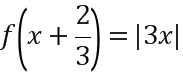 f(x + 2/3) = |3x|